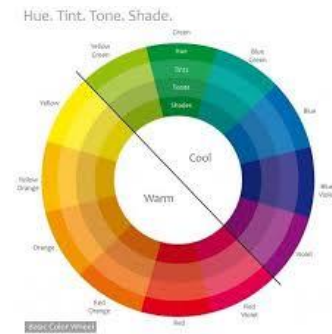 Hue. Tint. Tone. Shade.
Green
Yellow
Green
Blue
Green
Hue
Tints
Tones
Shades
Yellow
Blue
Cool
Yellow
Orange
Blue
Violet
Warm
Orange
Violet
Red
Orange
Red
Violet
Red
Basic Color Wheel